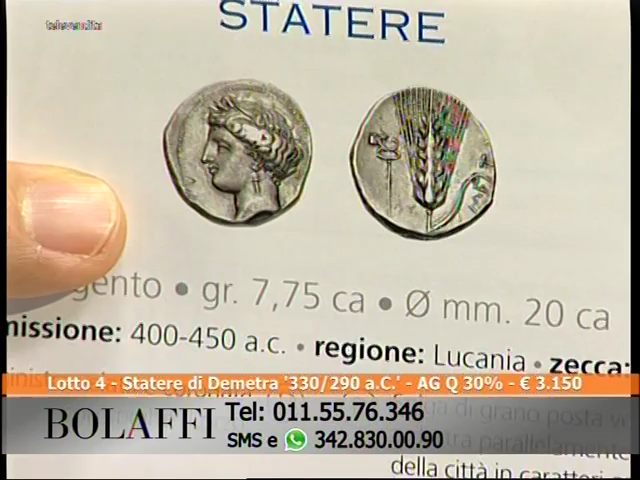 STATERE
televendita
gento • gr. 7,75 ca • Ø mm. 20 ca
missione: 400-450 a.c. • regione: Lucania • zecca:
Lotto 4 - Statere di Demetra '330/290 a.C.' - AG Q 30% - € 3.150
BOLAFFI
Tel: 011.55.76.346
SMS e 342.830.00.90
di grano posta
parallelamente
della città in caratteri